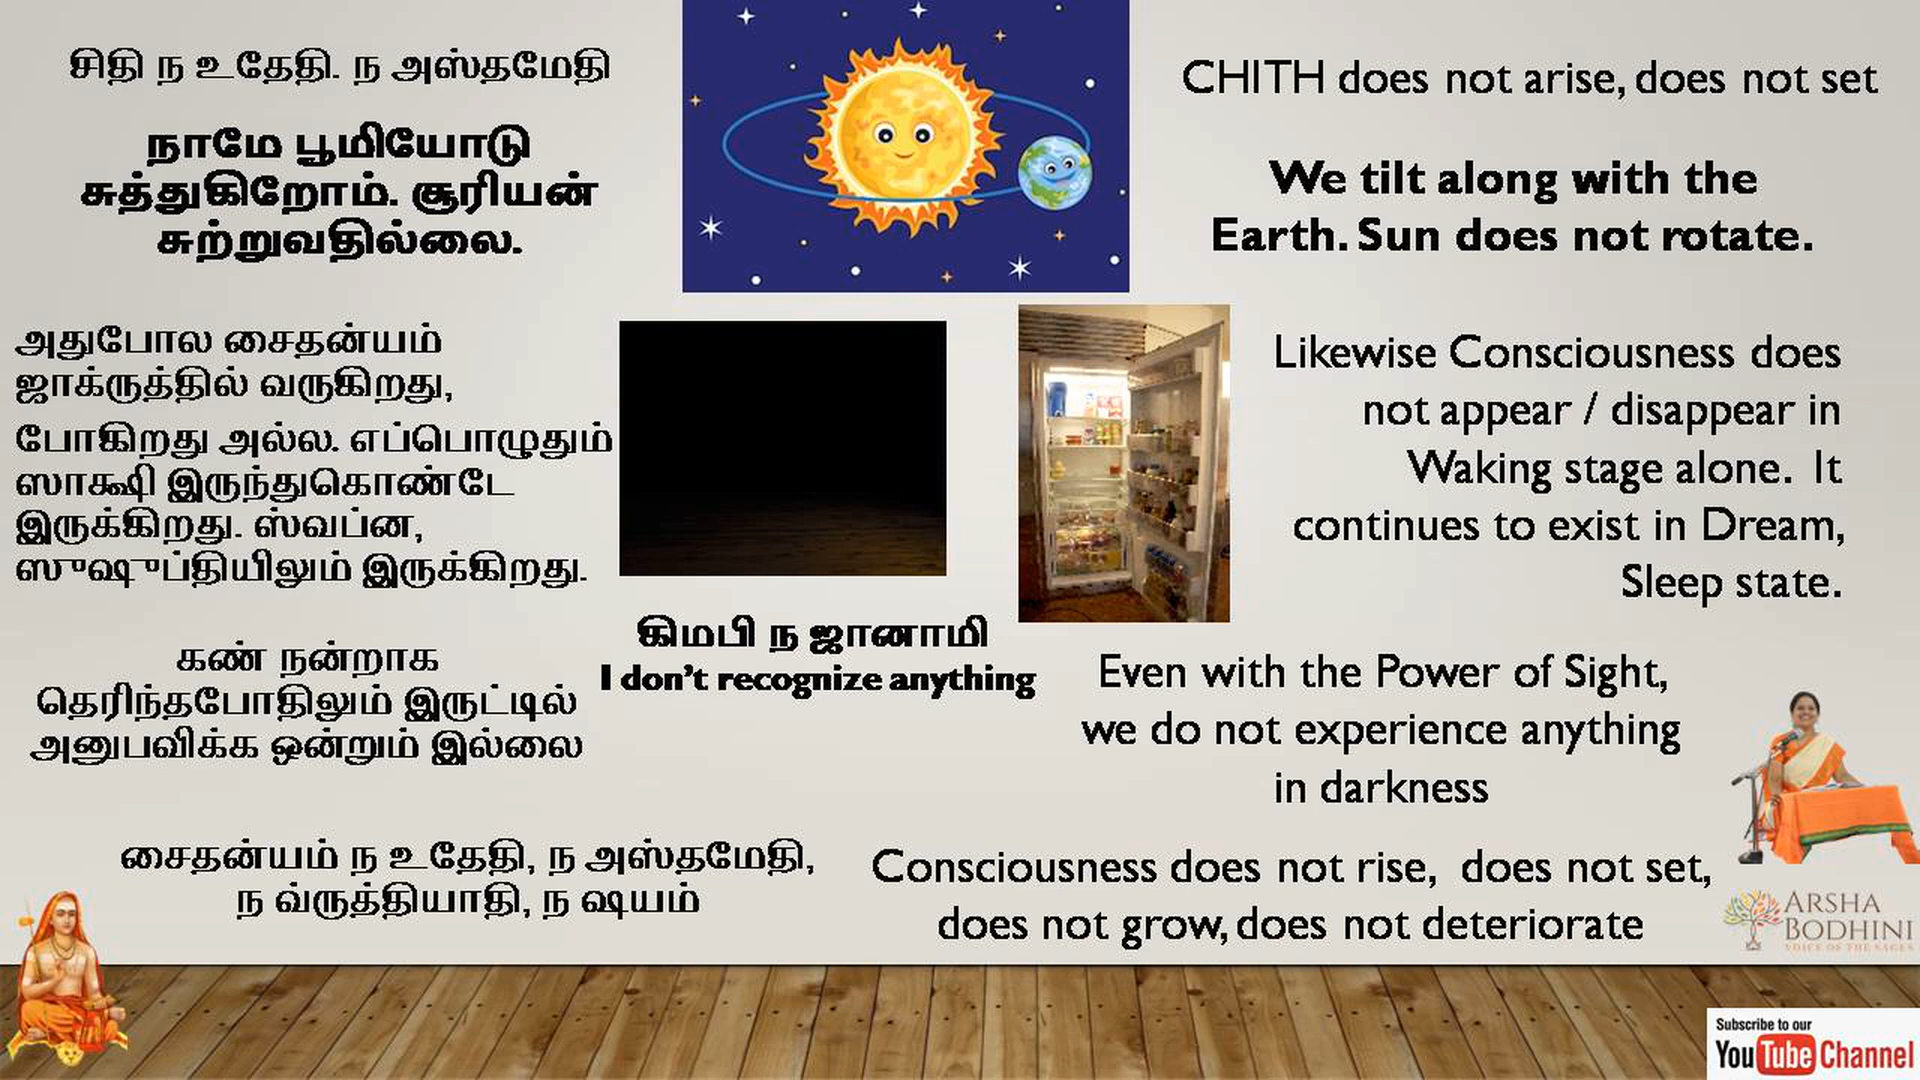 சிதி ந உதேதி. ந அஸ்தமேதி
நாமே பூமியோடு
சுத்துகிறோம். சூரியன்
சுற்றுவதில்லை.
அதுபோல சைதன்யம்
ஜாக்ருத்தில் வருகிறது,
போகிறது அல்ல. எப்பொழுதும்
ஸாக்ஷி இருந்துகொண்டே
இருக்கிறது. ஸ்வப்ன,
ஸுஷுப்தியிலும் இருக்கிறது.
கண் நன்றாக
தெரிந்தபோதிலும் இருட்டில்
அனுபவிக்க ஒன்றும் இல்லை
சைதன்யம் ந உதேதி, ந அஸ்தமேதி,
ந வ்ருத்தியாதி, ந ஷயம்
கிமபி ந ஜானாமி
I don't recognize anything
CHITH does not arise, does not set
We tilt along with the
Earth. Sun does not rotate.
Likewise Consciousness does
not appear / disappear in
Waking stage alone. It
continues to exist in Dream,
Sleep state.
Even with the Power of Sight,
we do not experience anything
in darkness
Consciousness does not rise, does not set,
does not grow, does not deteriorate
ARSHA
BODHINI
VOICE OF THE SAGES
Subscribe to our
YouTube Channel